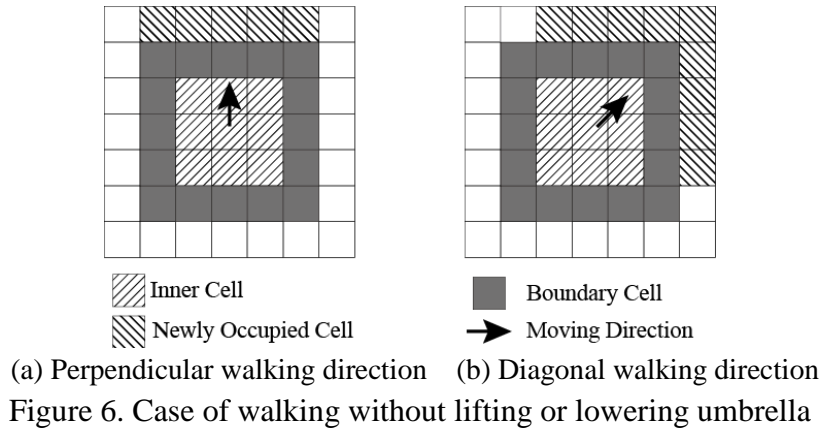 Inner Cell
Boundary Cell
Newly Occupied Cell
Moving Direction
(a) Perpendicular walking direction
(b) Diagonal walking direction
Figure 6. Case of walking without lifting or lowering umbrella